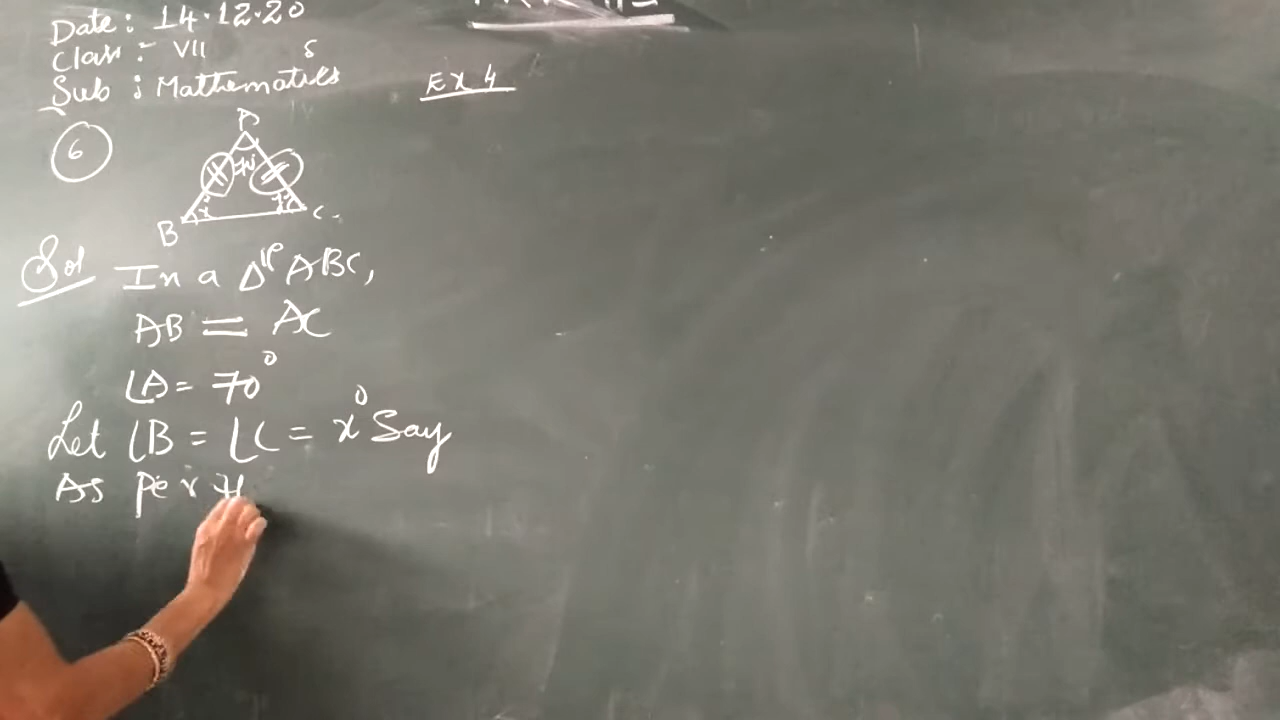 Date : 14.12.20
Class :- VII
Sub : Mathematics
Ex 4
6
A
70°
x° x°
B C
Sol In a Δle ABC,
AB = AC
∠A = 70°
Let ∠B = ∠C = x° Say
As per